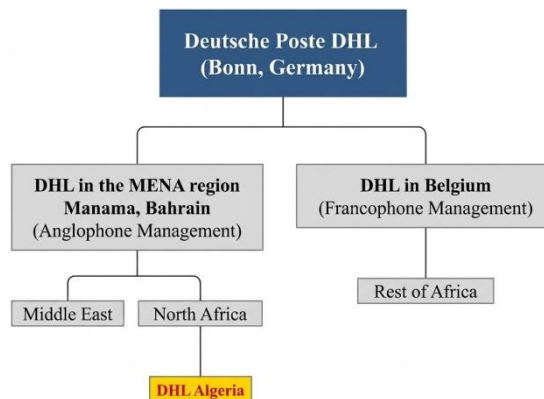 Deutsche Poste DHL
(Bonn, Germany)
DHL in the MENA region
Manama, Bahrain
(Anglophone Management)
DHL in Belgium
(Francophone Management)
Middle East
North Africa
Rest of Africa
DHL Algeria